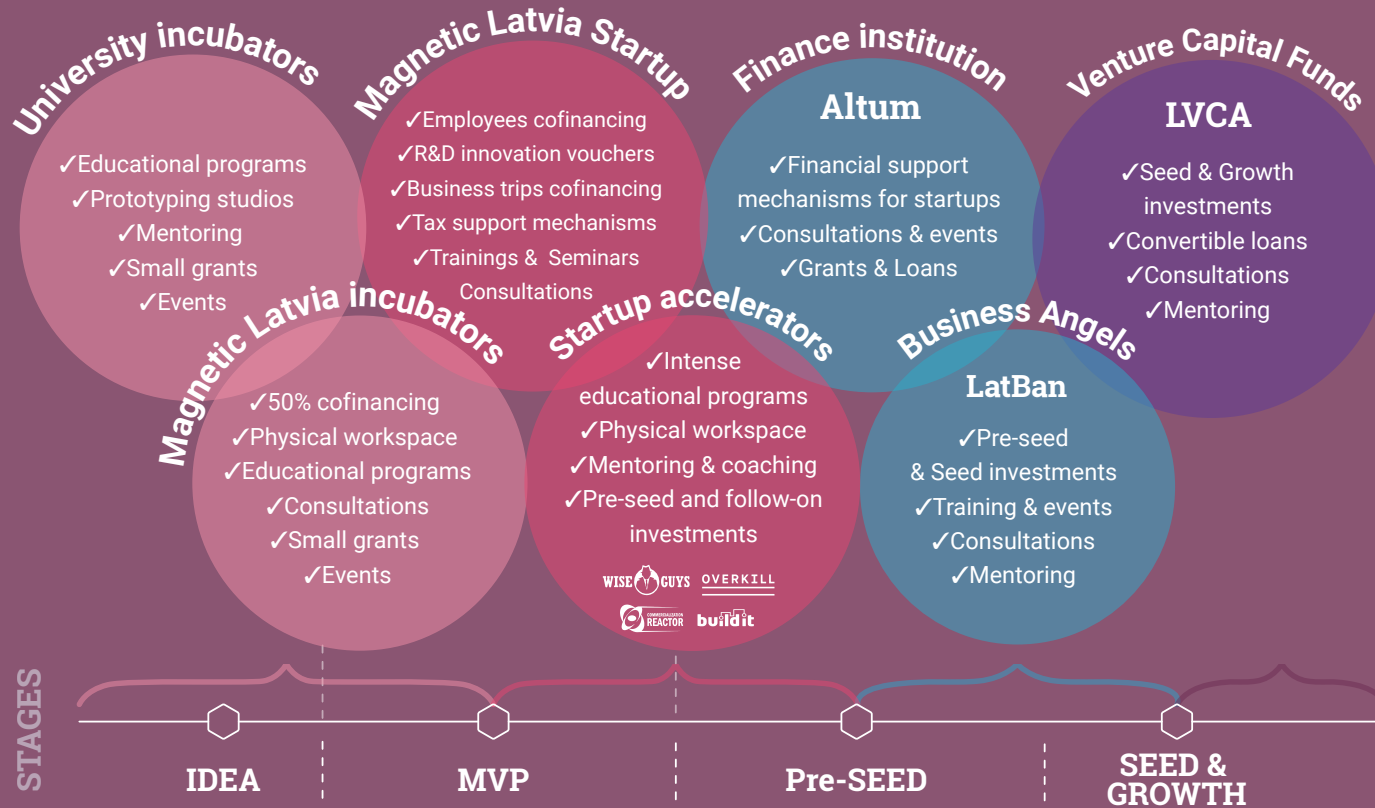 University incubators
✓Educational programs
✓Prototyping studios
✓Mentoring
✓Small grants
✓Events
Magnetic Latvia Startup
✓Employees cofinancing
✓R&D innovation vouchers
✓Business trips cofinancing
✓Tax support mechanisms
✓Trainings & Seminars
Consultations
Finance institution
Altum
✓Financial support
mechanisms for startups
✓Consultations & events
✓Grants & Loans
Venture Capital Funds
LVCA
✓Seed & Growth
investments
✓Convertible loans
✓Consultations
✓Mentoring
Magnetic Latvia incubators
✓50% cofinancing
✓Physical workspace
✓Educational programs
✓Consultations
✓Small grants
✓Events
Startup accelerators
✓Intense
educational programs
✓Physical workspace
✓Mentoring & coaching
✓Pre-seed and follow-on
investments
WISE GUYS
OVERKILL
COMMERCIALIZATION
REACTOR
buildit
Business Angels
LatBan
✓Pre-seed
& Seed investments
✓Training & events
✓Consultations
✓Mentoring
STAGES
IDEA
MVP
Pre-SEED
SEED &
GROWTH